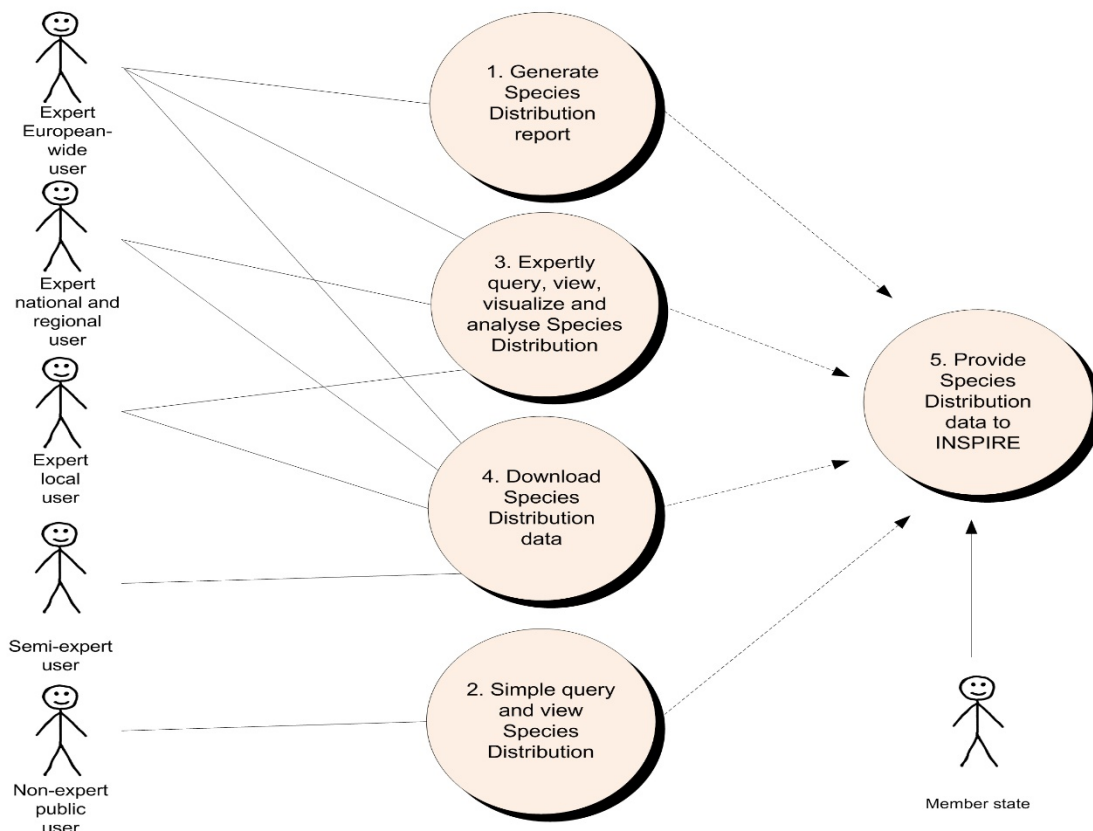 Expert
European-
wide
user
Expert
national and
regional
user
Expert
local
user
Semi-expert
user
Non-expert
public
user
1. Generate
Species
Distribution
report
3. Expertly
query, view,
visualize and
analyse Species
Distribution
4. Download
Species
Distribution
data
2. Simple query
and view
Species
Distribution
5. Provide
Species
Distribution
data to
INSPIRE
Member state